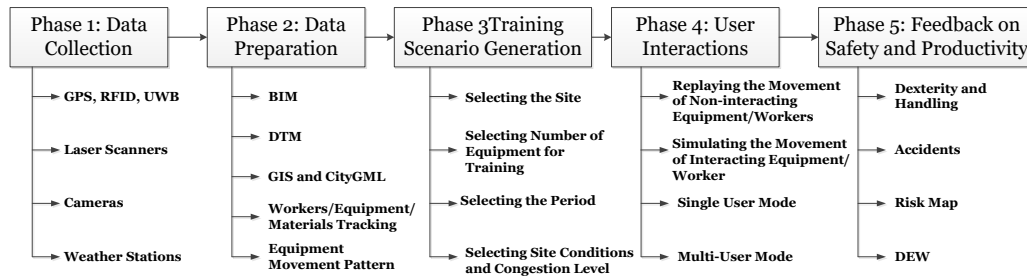 Phase 1: Data
Collection
Phase 2: Data
Preparation
Phase 3Training
Scenario Generation
Phase 4: User
Interactions
Phase 5: Feedback on
Safety and Productivity
GPS, RFID, UWB
Laser Scanners
Cameras
Weather Stations
BIM
DTM
GIS and CityGML
Workers/Equipment/
Materials Tracking
Equipment
Movement Pattern
Selecting the Site
Selecting Number of
Equipment for
Training
Selecting the Period
Selecting Site Conditions
and Congestion Level
Replaying the Movement
of Non-interacting
Equipment/Workers
Simulating the Movement
of Interacting Equipment/
Worker
Single User Mode
Multi-User Mode
Dexterity and
Handling
Accidents
Risk Map
DEW